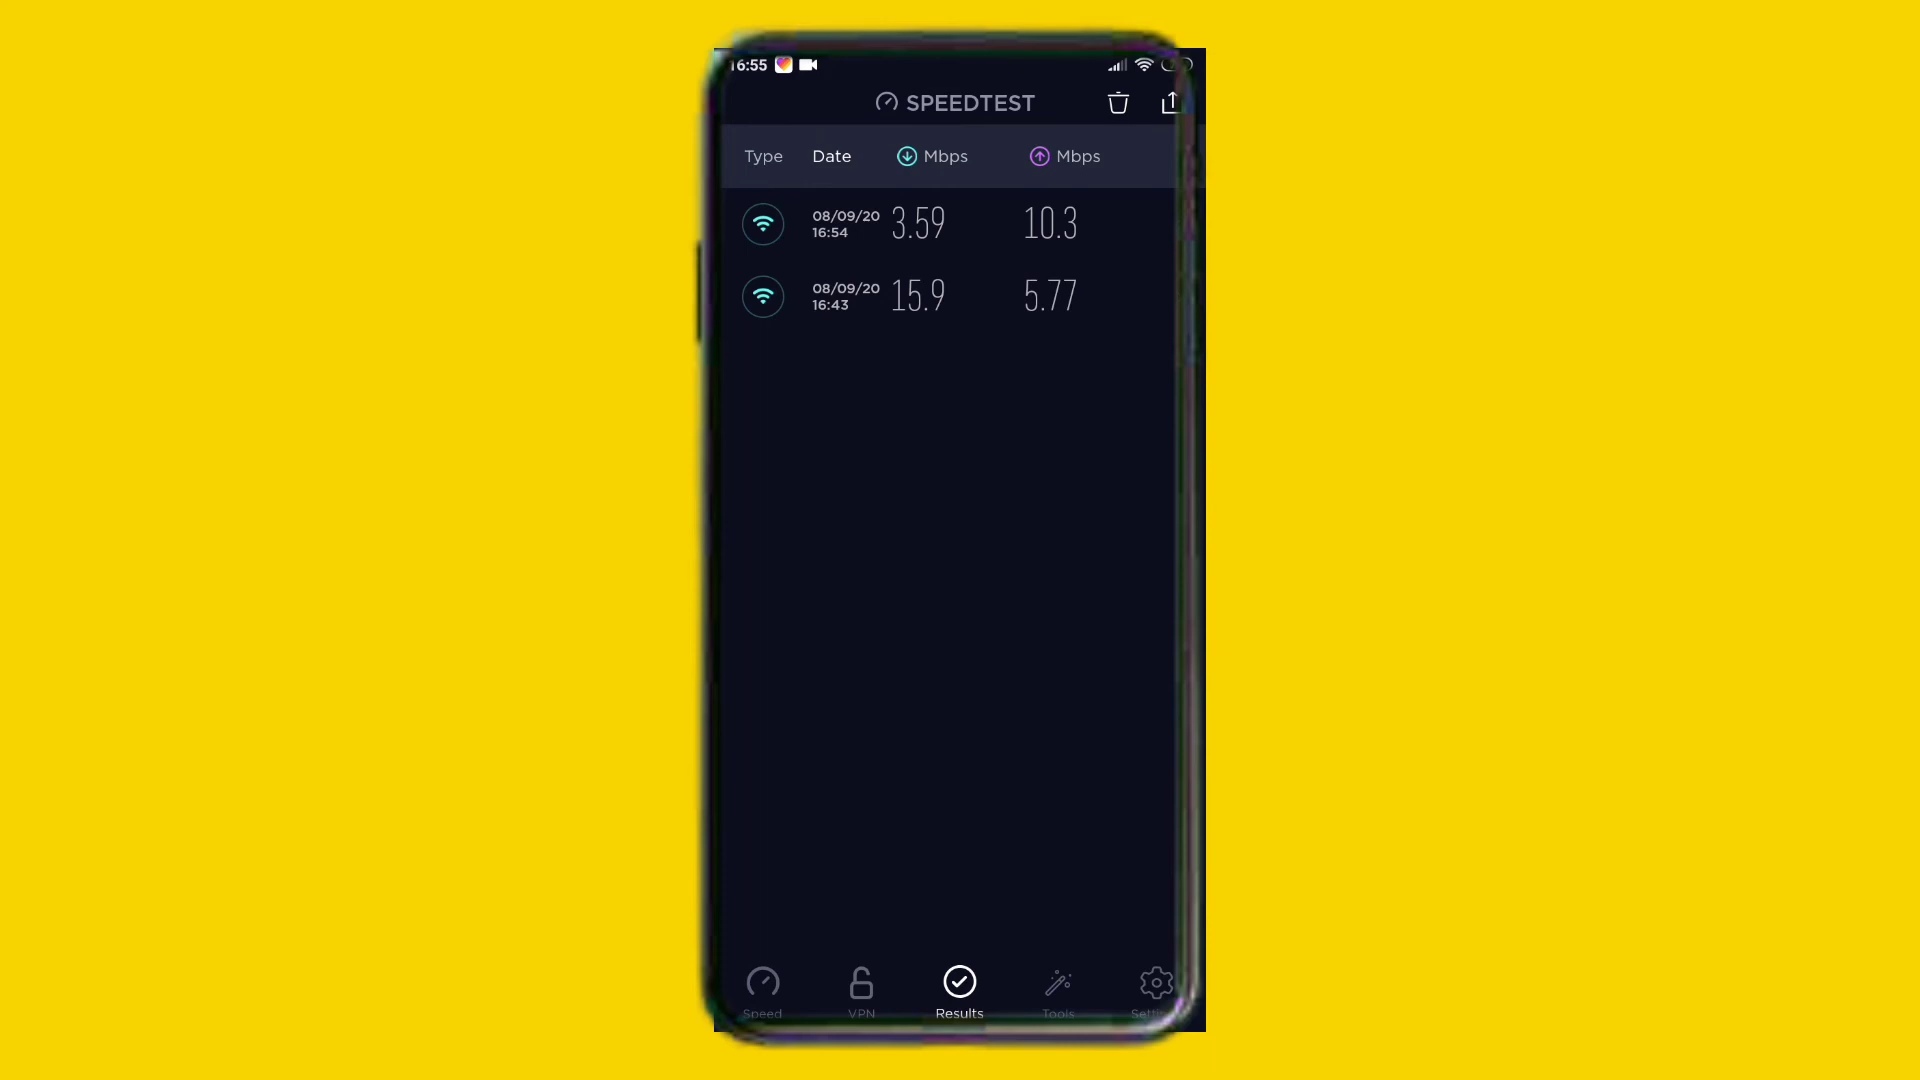 16:55
SPEEDTEST
Type Date Mbps Mbps
08/09/20 3.59 10.3
16:54
08/09/20 15.9 5.77
16:43
Speed VPN Results Tools